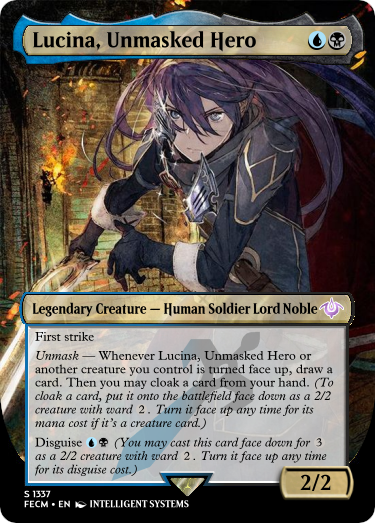 Lucina, Unmasked Hero
Legendary Creature — Human Soldier Lord Noble
First strike
Unmask — Whenever Lucina, Unmasked Hero or
another creature you control is turned face up, draw a
card. Then you may cloak a card from your hand. (To
cloak a card, put it onto the battlefield face down as a 2/2
creature with ward 2. Turn it face up any time for its
mana cost if it's a creature card.)
Disguise (You may cast this card face down for 3
as a 2/2 creature with ward 2. Turn it face up any time
for its disguise cost.)
2/2
S 1337
FECM • EN INTELLIGENT SYSTEMS